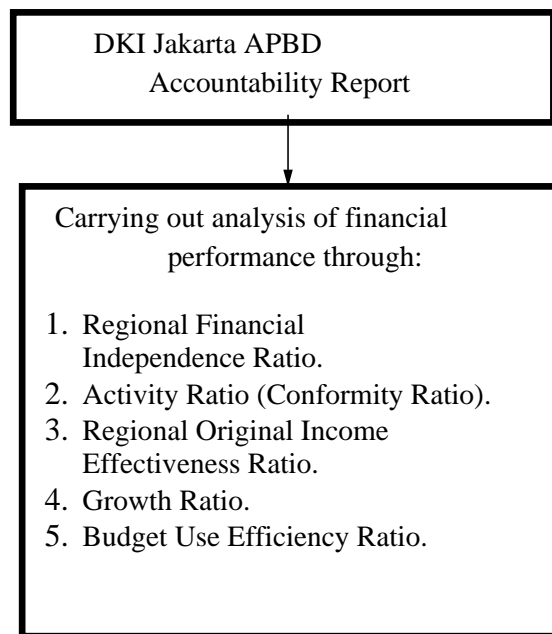 DKI Jakarta APBD
Accountability Report
Carrying out analysis of financial
performance through:
1. Regional Financial
Independence Ratio.
2. Activity Ratio (Conformity Ratio).
3. Regional Original Income
Effectiveness Ratio.
4. Growth Ratio.
5. Budget Use Efficiency Ratio.